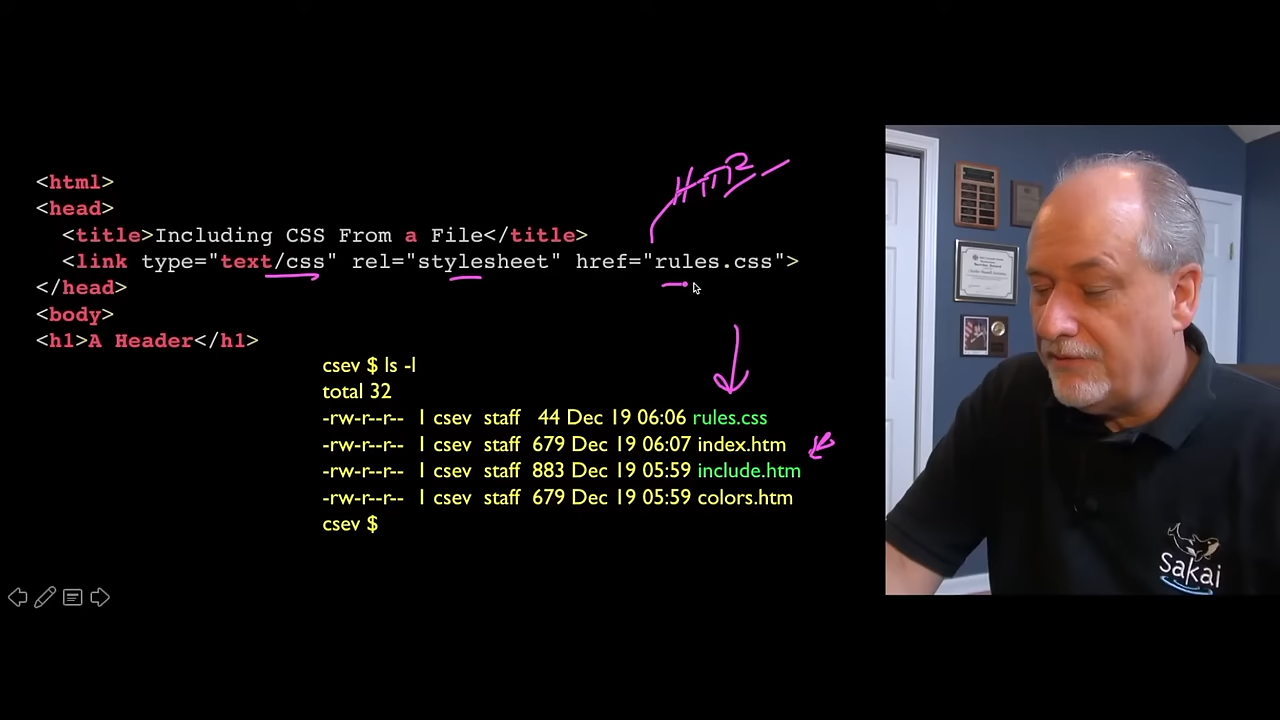 HTTP
<html>
<head>
<title>Including CSS From a File</title>
<link type="text/css" rel="stylesheet" href="rules.css">
</head>
<body>
<h1>A Header</h1>
csev $ ls -l
total 32
-rw-r--r-- 1 csev staff 44 Dec 19 06:06 rules.css
-rw-r--r-- 1 csev staff 679 Dec 19 06:07 index.htm
-rw-r--r-- 1 csev staff 883 Dec 19 05:59 include.htm
-rw-r--r-- 1 csev staff 679 Dec 19 05:59 colors.htm
csev $
sakai